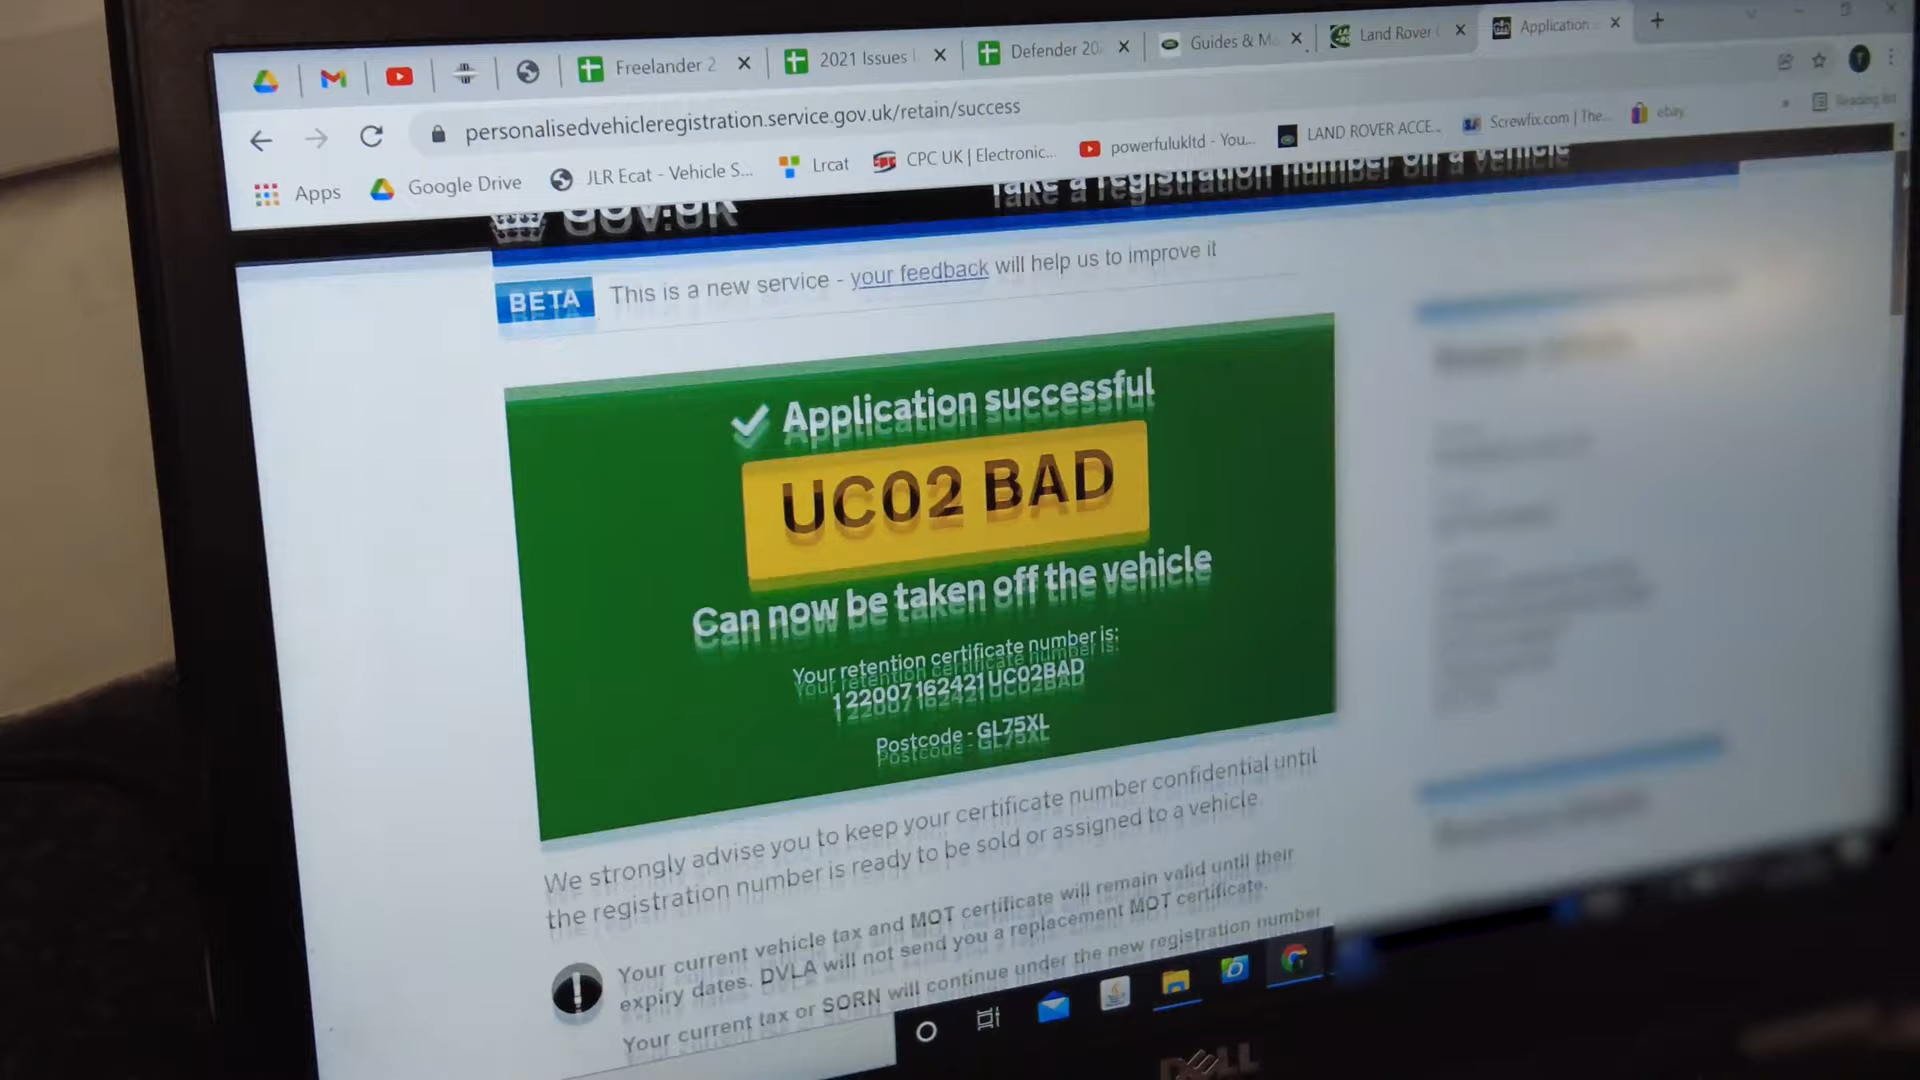 Freelander 2
2021 Issues
Defender 20
Guides & Ma
Land Rover
Application
personalisedvehicleregistration.service.gov.uk/retain/success
Apps
Google Drive
JLR Ecat - Vehicle S...
Lrcat
CPC UK | Electronic...
powerfulukltd - You...
LAND ROVER ACCE...
Screwfix.com | The...
ebay
Reading list
GOV.UK
Take a registration number off a vehicle
BETA
This is a new service - your feedback will help us to improve it
Application successful
UC02 BAD
Can now be taken off the vehicle
Your retention certificate number is:
122007162421UC02BAD
Postcode - GL75XL
We strongly advise you to keep your certificate number confidential until
the registration number is ready to be sold or assigned to a vehicle
Your current vehicle tax and MOT certificate will remain valid until their
expiry dates. DVLA will not send you a replacement MOT certificate.
Your current tax or SORN will continue under the new registration number
DELL